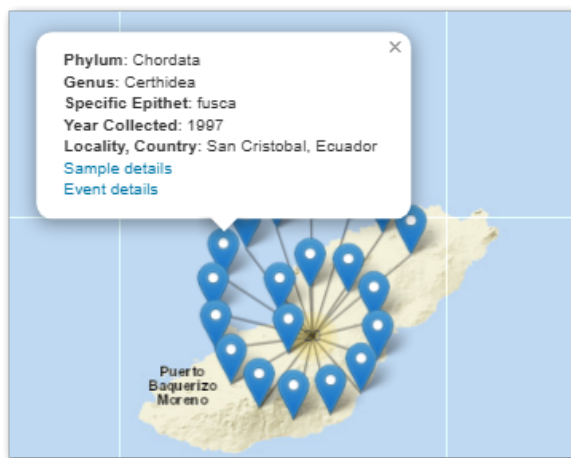 ×
Phylum: Chordata
Genus: Certhidea
Specific Epithet: fusca
Year Collected: 1997
Locality, Country: San Cristobal, Ecuador
Sample details
Event details
Puerto
Baquerizo
Moreno